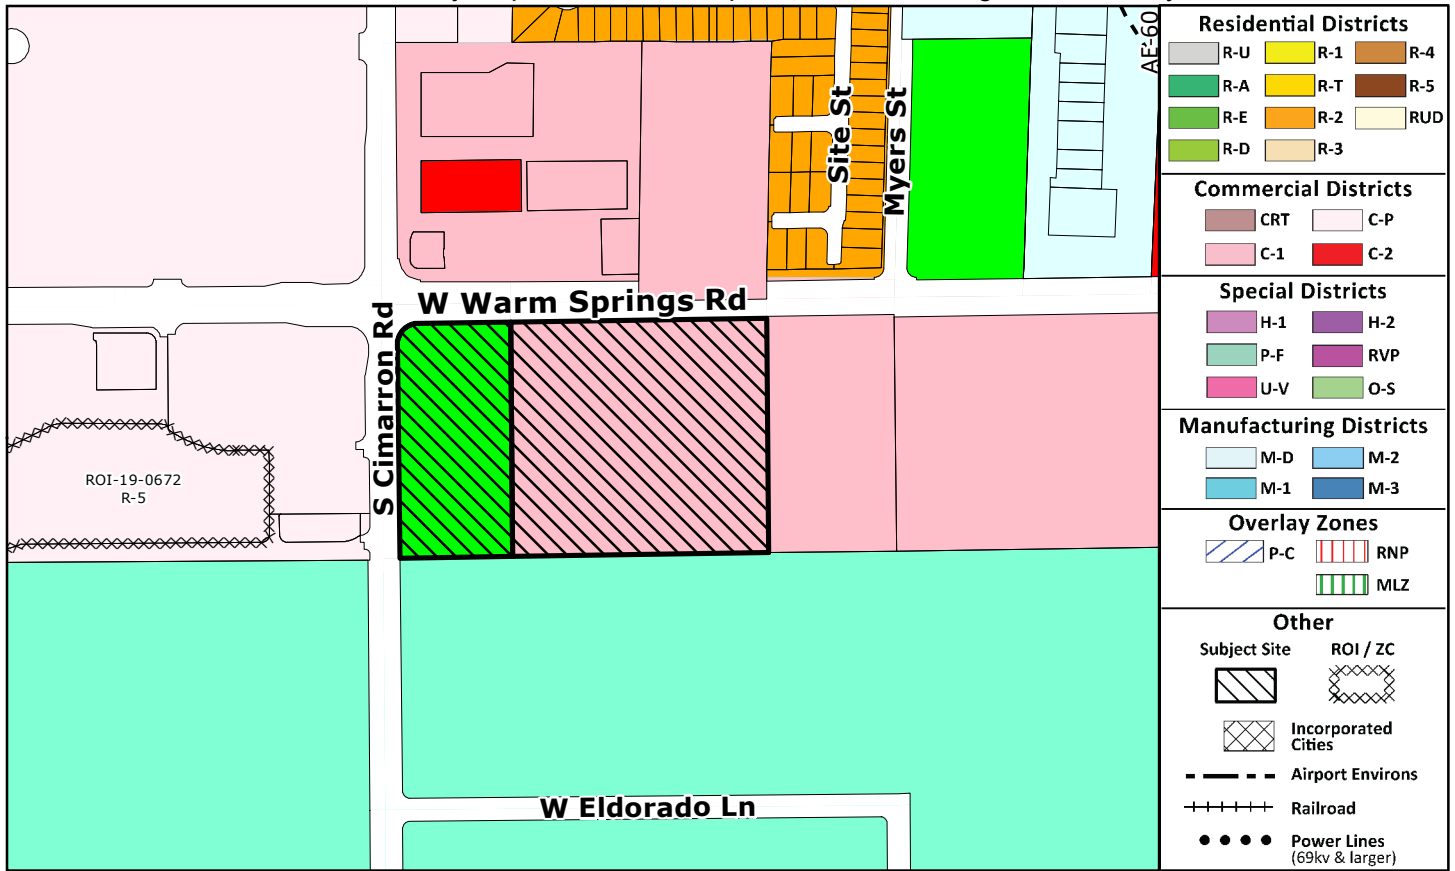 AE-60
Site St
Myers St
W Warm Springs Rd
S Cimarron Rd
ROI-19-0672
R-5
W Eldorado Ln
Residential Districts
R-U
R-1
R-4
R-A
R-T
R-5
R-E
R-2
RUD
R-D
R-3
Commercial Districts
CRT
C-P
C-1
C-2
Special Districts
H-1
H-2
P-F
RVP
U-V
O-S
Manufacturing Districts
M-D
M-2
M-1
M-3
Overlay Zones
P-C
RNP
MLZ
Other
Subject Site
ROI / ZC
Incorporated
Cities
Airport Environs
Railroad
Power Lines
(69kv & larger)